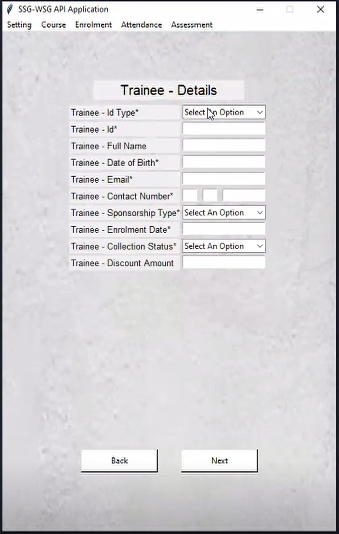 SSG-WSG API Application
Setting Course Enrolment Attendance Assessment
Trainee - Details
Trainee - Id Type* Select An Option
Trainee - Id*
Trainee - Full Name
Trainee - Date of Birth*
Trainee - Email*
Trainee - Contact Number*
Trainee - Sponsorship Type* Select An Option
Trainee - Enrolment Date*
Trainee - Collection Status* Select An Option
Trainee - Discount Amount
Back Next